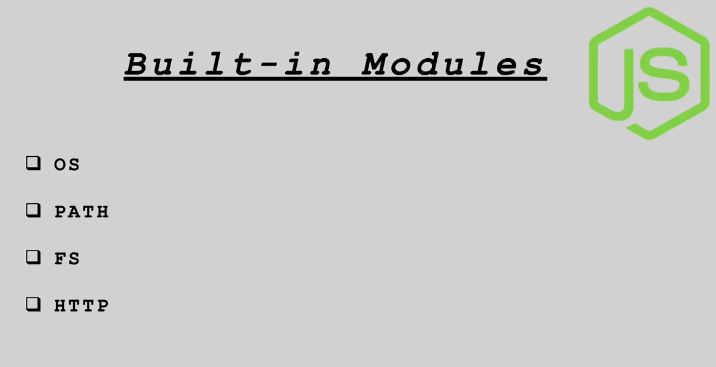 Built-in Modules
JS
❑ OS
❑ PATH
❑ FS
❑ HTTP